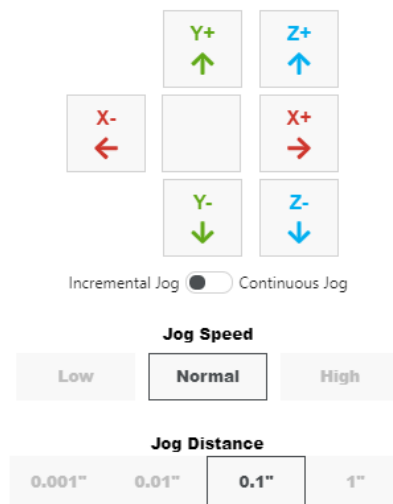 Y+ Z+
X- X+
Y- Z-
Incremental Jog Continuous Jog
Jog Speed
Low Normal High
Jog Distance
0.001" 0.01" 0.1" 1"